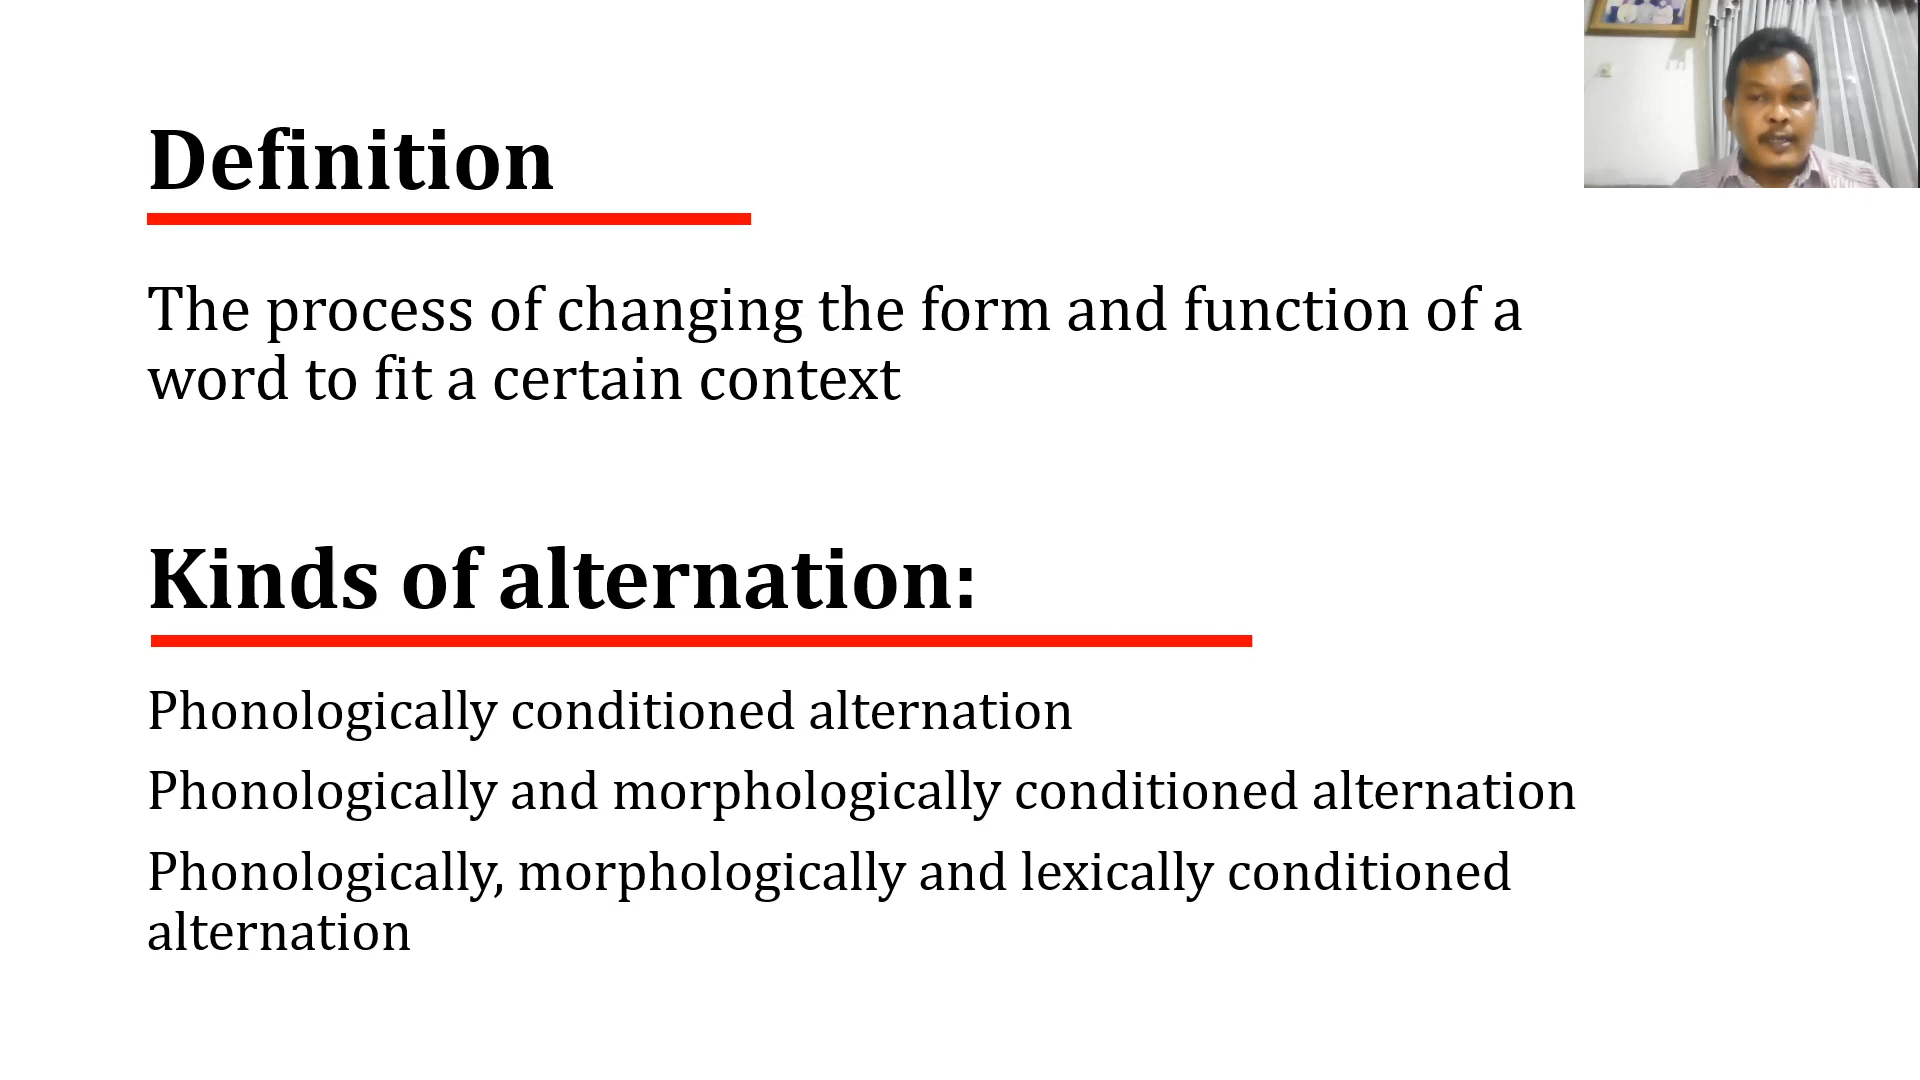 Definition
The process of changing the form and function of a
word to fit a certain context
Kinds of alternation:
Phonologically conditioned alternation
Phonologically and morphologically conditioned alternation
Phonologically, morphologically and lexically conditioned
alternation